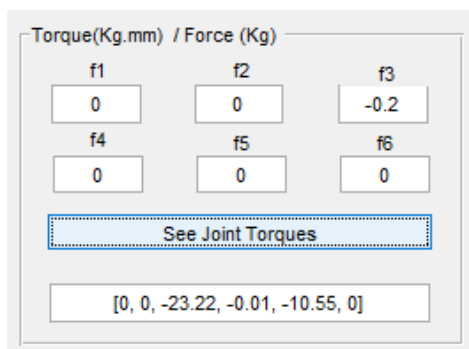 Torque(Kg.mm) / Force (Kg)
f1 f2 f3
0 0 -0.2
f4 f5 f6
0 0 0
See Joint Torques
[0, 0, -23.22, -0.01, -10.55, 0]